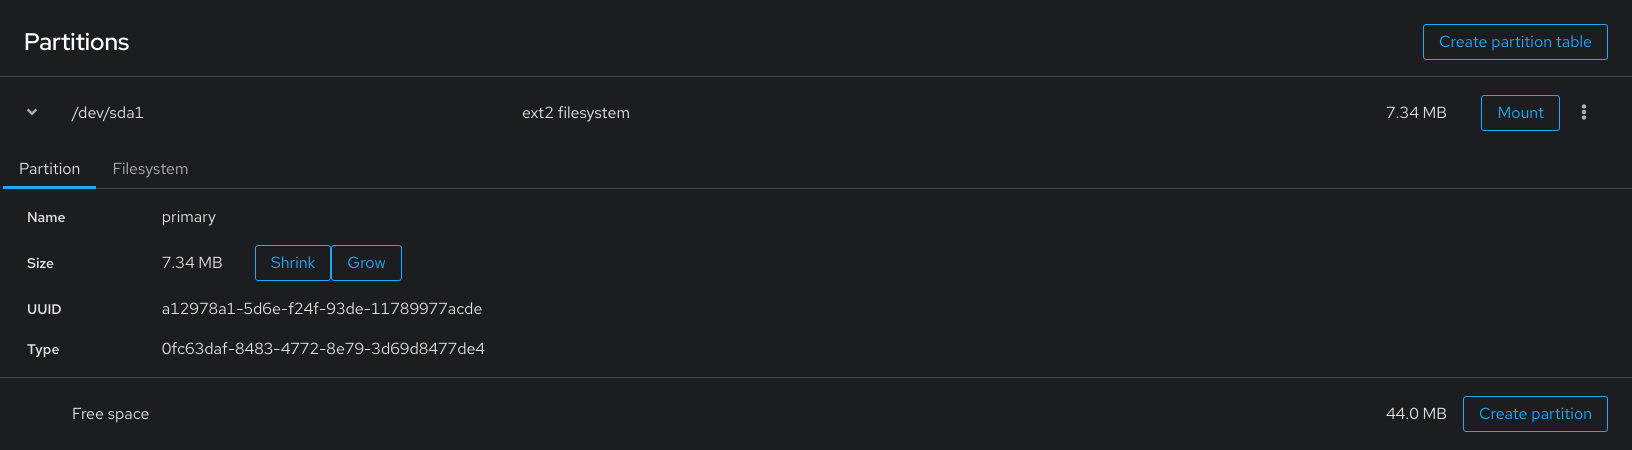 Partitions
Create partition table
/dev/sda1 ext2 filesystem 7.34 MB Mount
Partition Filesystem
Name primary
Size 7.34 MB Shrink Grow
UUID a12978a1-5d6e-f24f-93de-11789977acde
Type 0fc63daf-8483-4772-8e79-3d69d8477de4
Free space 44.0 MB Create partition